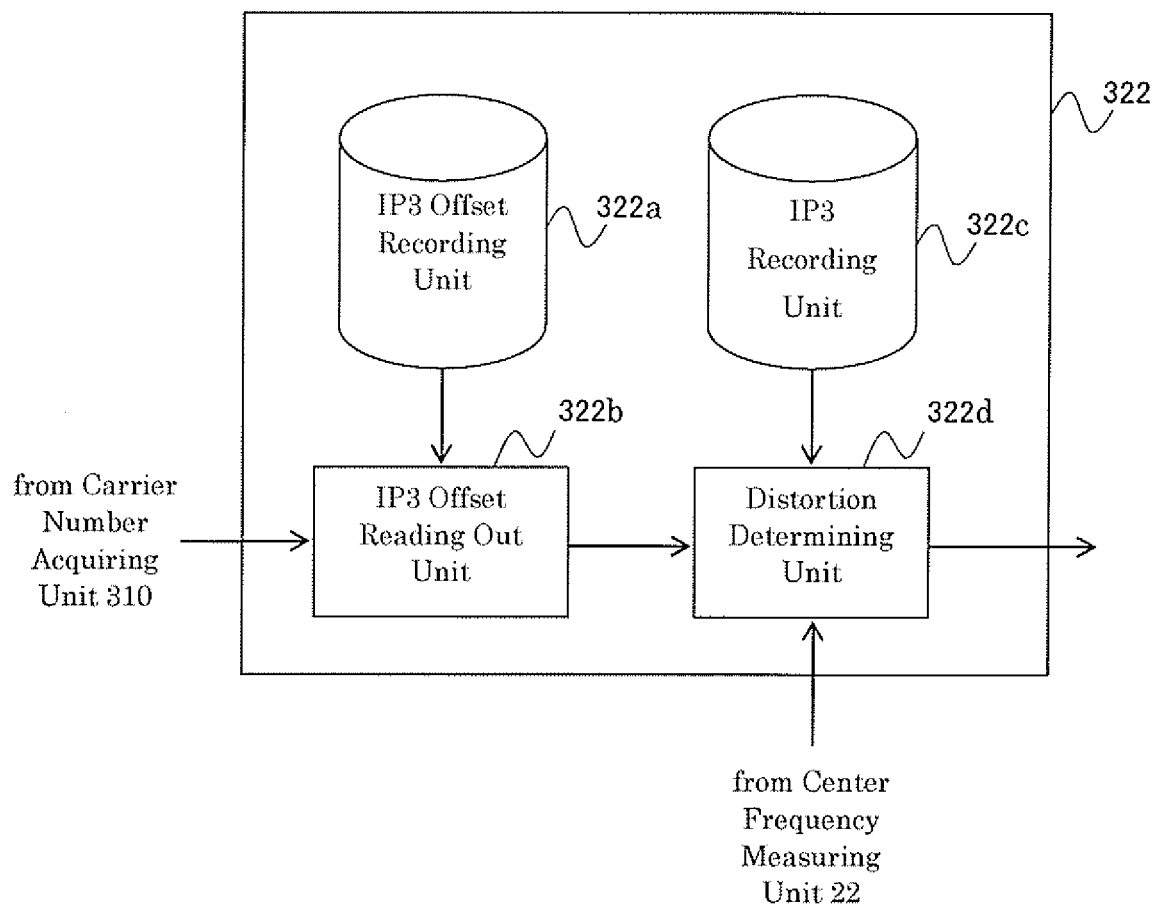 322
IP3 Offset
Recording
Unit
322a
IP3
Recording
Unit
322c
322b
322d
from Carrier
Number
Acquiring
Unit 310
IP3 Offset
Reading Out
Unit
Distortion
Determining
Unit
from Center
Frequency
Measuring
Unit 22